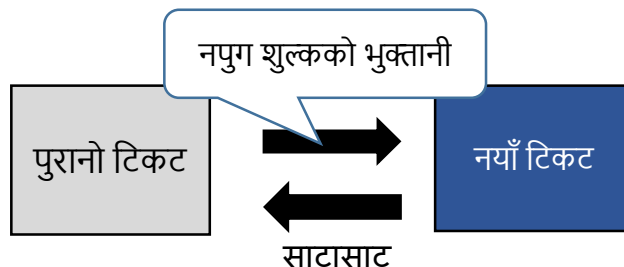 नपुग शुल्कको भुक्तानी
पुरानो टिकट
नयाँ टिकट
साटासाट